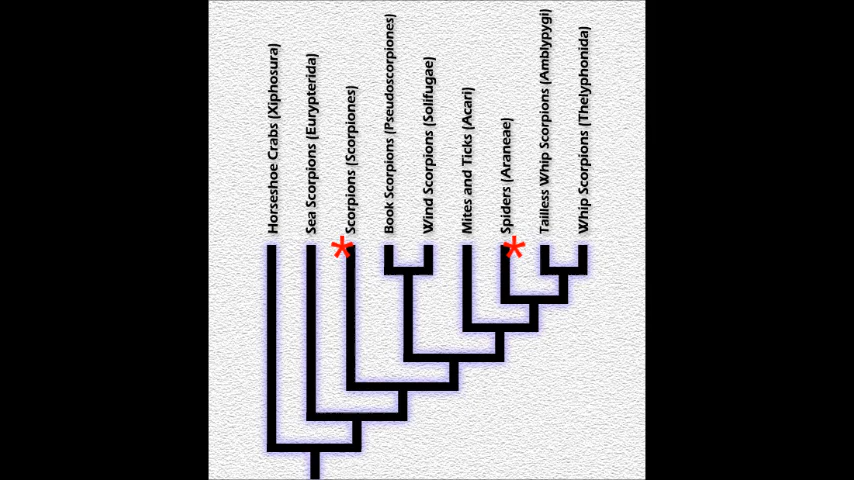 Horseshoe Crabs (Xiphosura)
Sea Scorpions (Eurypterida)
Scorpions (Scorpiones)
Book Scorpions (Pseudoscorpiones)
Wind Scorpions (Solifugae)
Mites and Ticks (Acari)
Spiders (Araneae)
Tailless Whip Scorpions (Amblypygi)
Whip Scorpions (Thelyphonida)